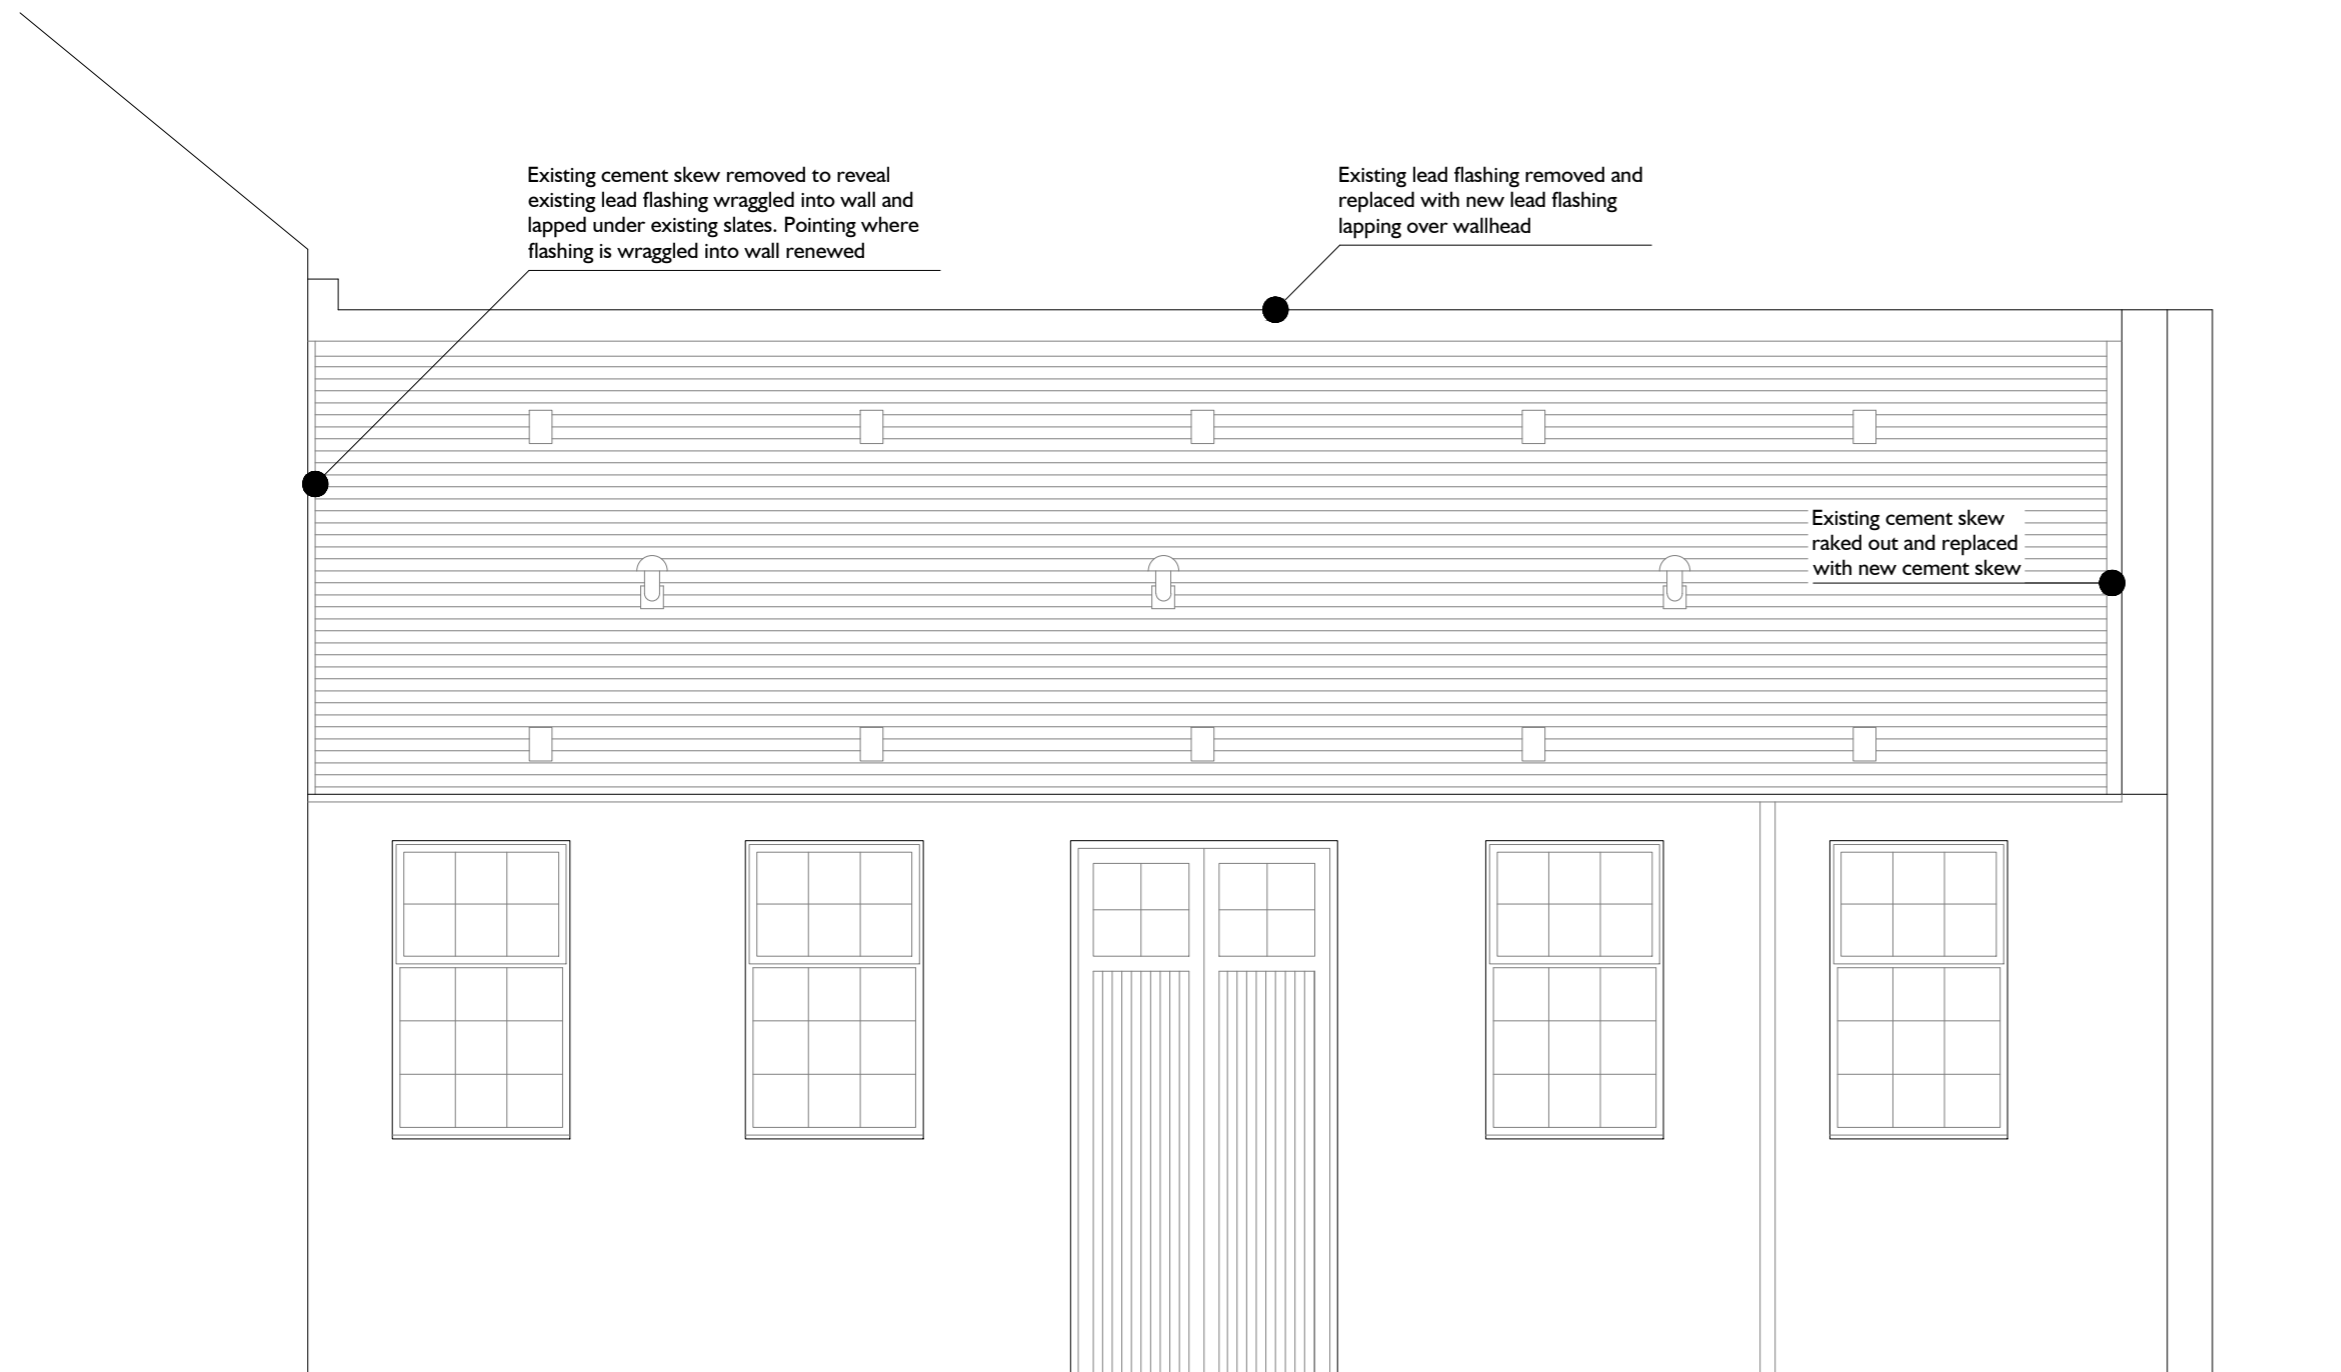 Existing cement skew removed to reveal
existing lead flashing wraggled into wall and
lapped under existing slates. Pointing where
flashing is wraggled into wall renewed
Existing lead flashing removed and
replaced with new lead flashing
lapping over wallhead
Existing cement skew
raked out and replaced
with new cement skew